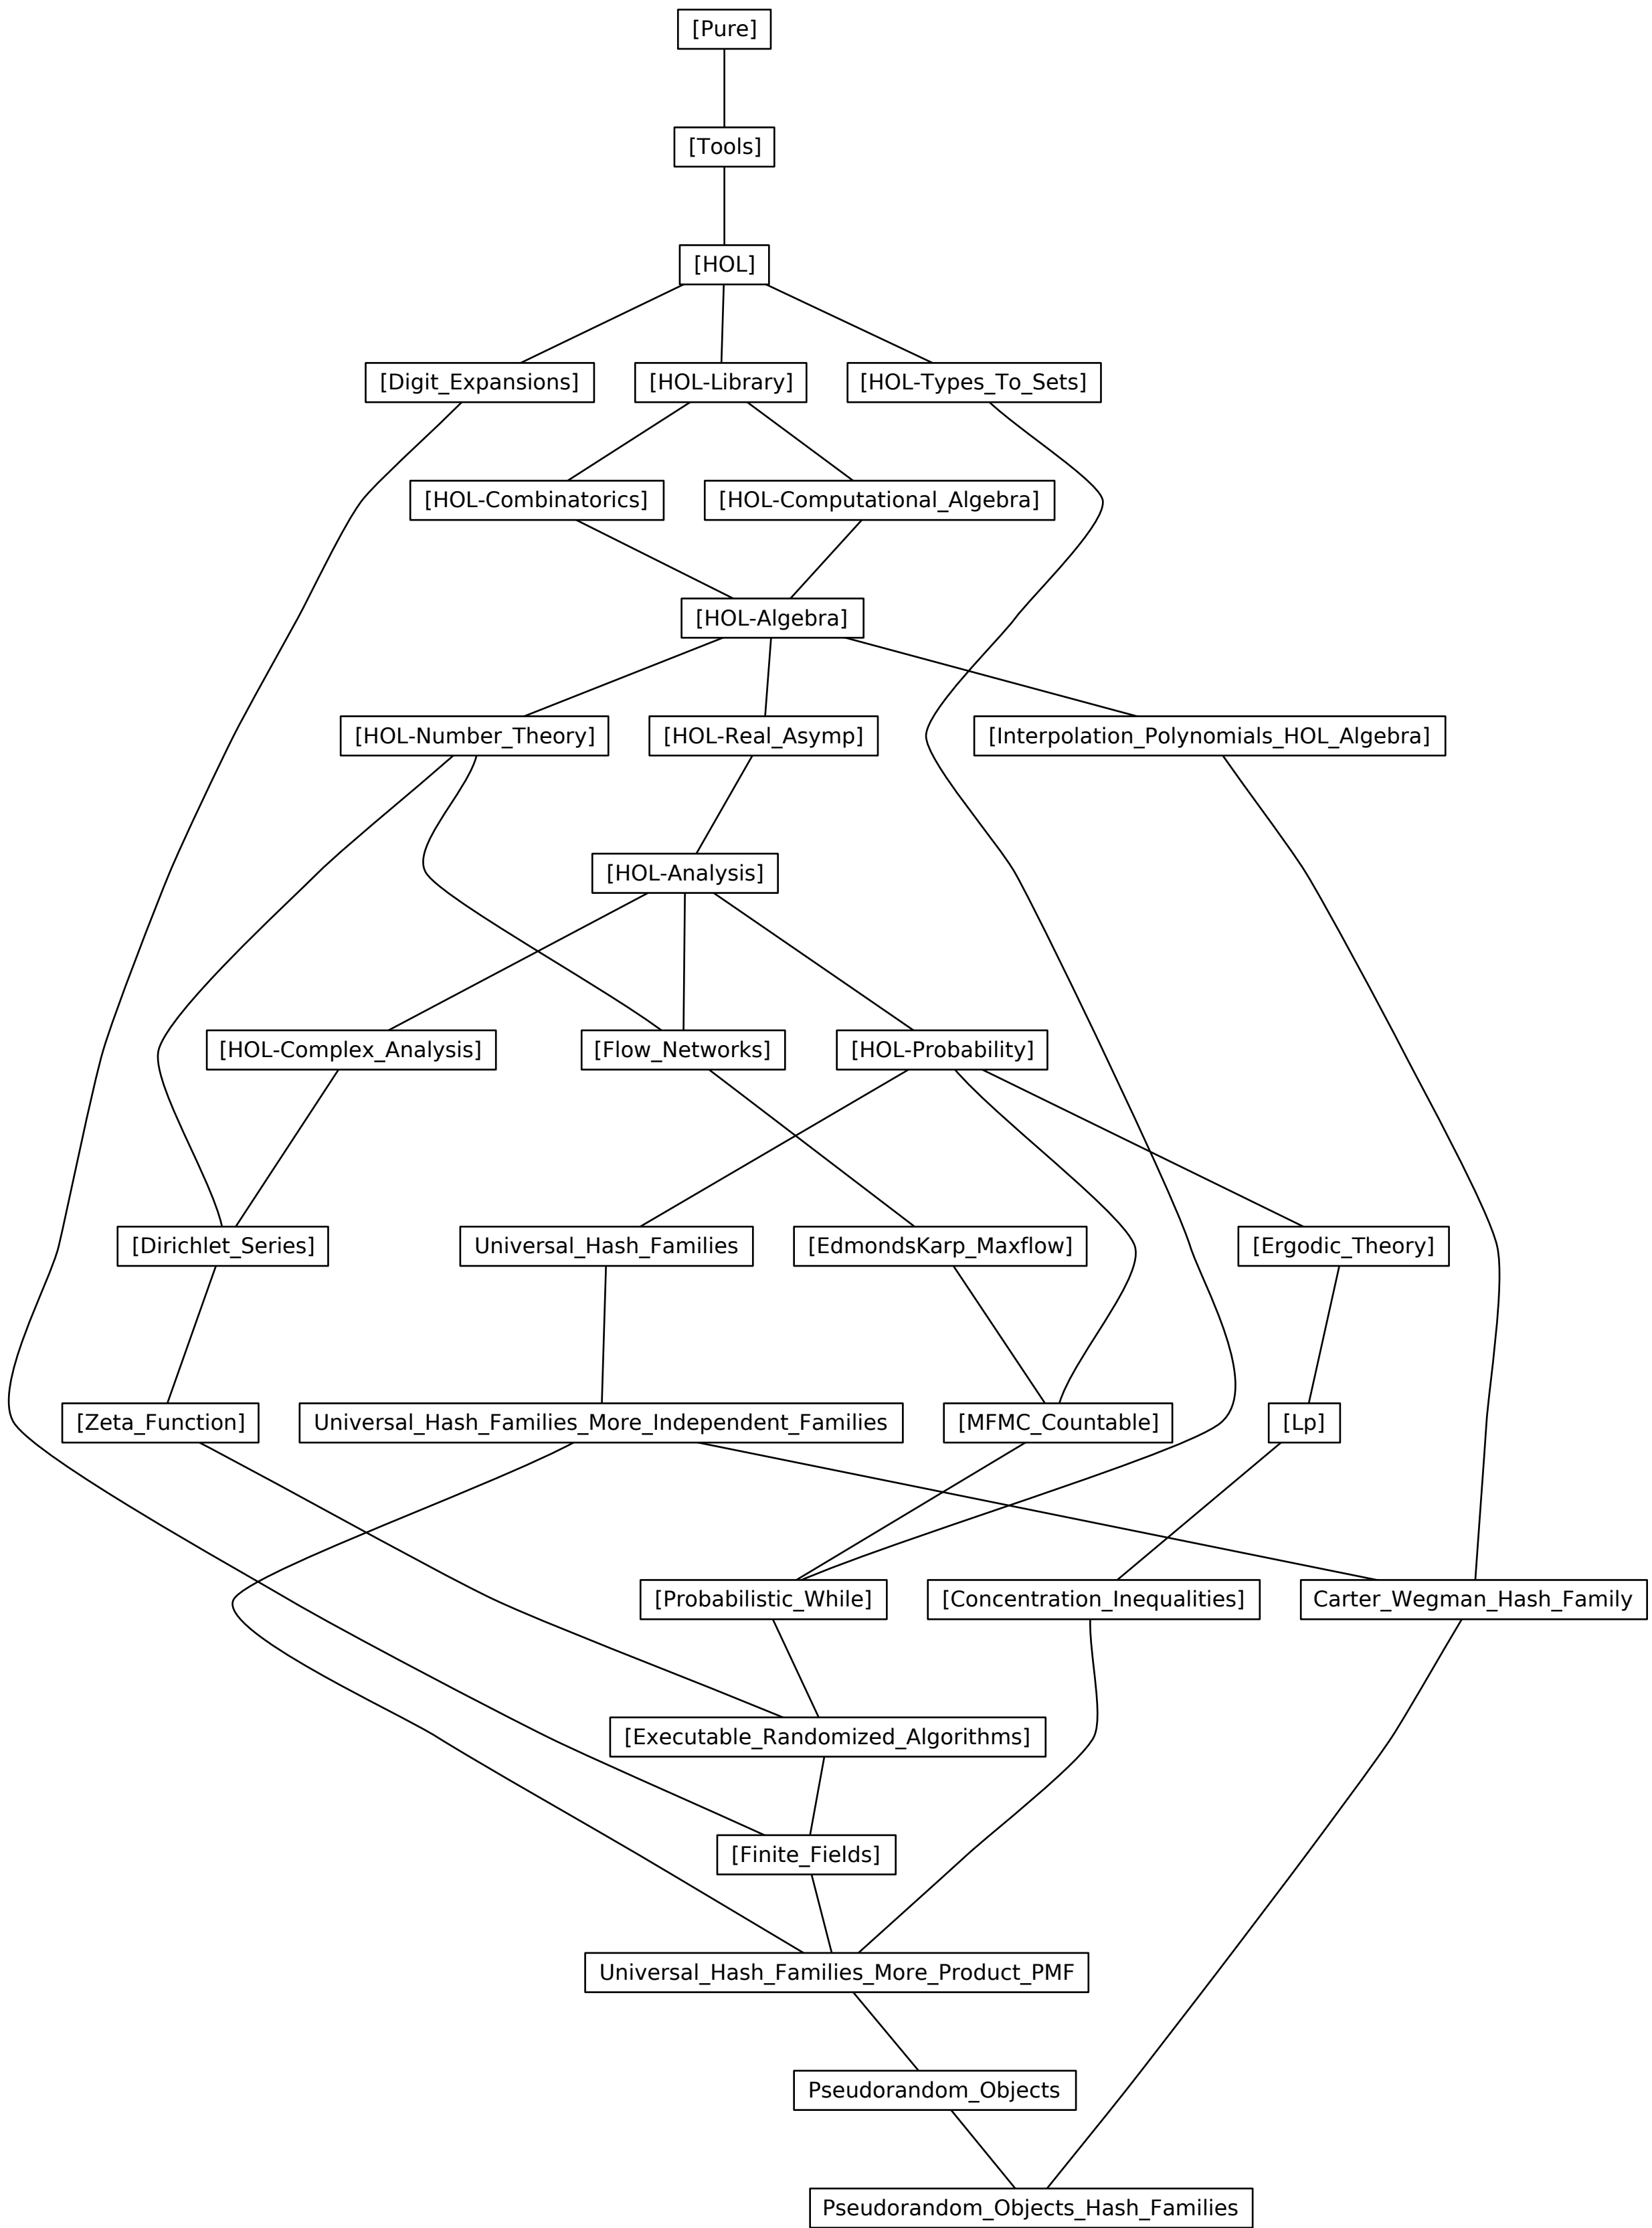 [Pure]
[Tools]
[HOL]
[Digit_Expansions]
[HOL-Library]
[HOL-Types_To_Sets]
[HOL-Combinatorics]
[HOL-Computational_Algebra]
[HOL-Algebra]
[HOL-Number_Theory]
[HOL-Real_Asymp]
[Interpolation_Polynomials_HOL_Algebra]
[HOL-Analysis]
[HOL-Complex_Analysis]
[Flow_Networks]
[HOL-Probability]
[Dirichlet_Series]
Universal_Hash_Families
[EdmondsKarp_Maxflow]
[Ergodic_Theory]
[Zeta_Function]
Universal_Hash_Families_More_Independent_Families
[MFMC_Countable]
[Lp]
[Probabilistic_While]
[Concentration_Inequalities]
Carter_Wegman_Hash_Family
[Executable_Randomized_Algorithms]
[Finite_Fields]
Universal_Hash_Families_More_Product_PMF
Pseudorandom_Objects
Pseudorandom_Objects_Hash_Families